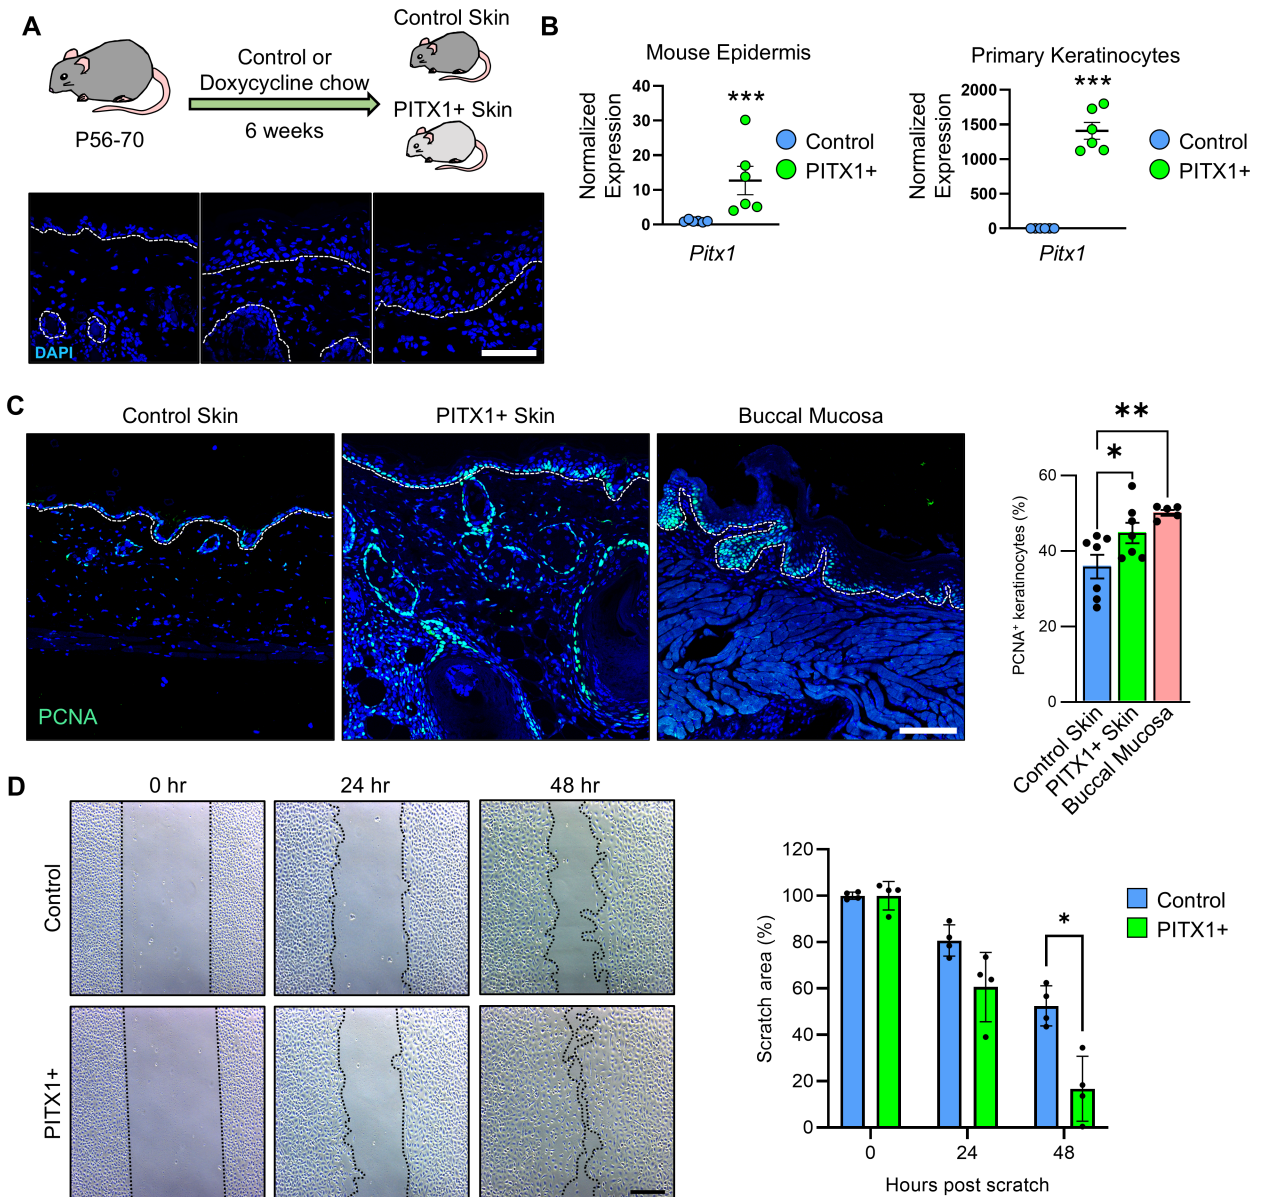 A
Control Skin
Control or
Doxycycline chow
PITX1+ Skin
6 weeks
P56-70
DAPI
B
Mouse Epidermis
Normalized
Expression
40
30
20
10
0
***
Pitx1
Control
PITX1+
Primary Keratinocytes
Normalized
Expression
2000
1500
1000
500
0
***
Pitx1
Control
PITX1+
C
Control Skin
PITX1+ Skin
Buccal Mucosa
PCNA
PCNA⁺ keratinocytes (%)
60
40
20
0
**
*
Control Skin
PITX1+ Skin
Buccal Mucosa
D
0 hr
24 hr
48 hr
Control
PITX1+
Scratch area (%)
120
100
80
60
40
20
0
*
0
24
48
Hours post scratch
Control
PITX1+